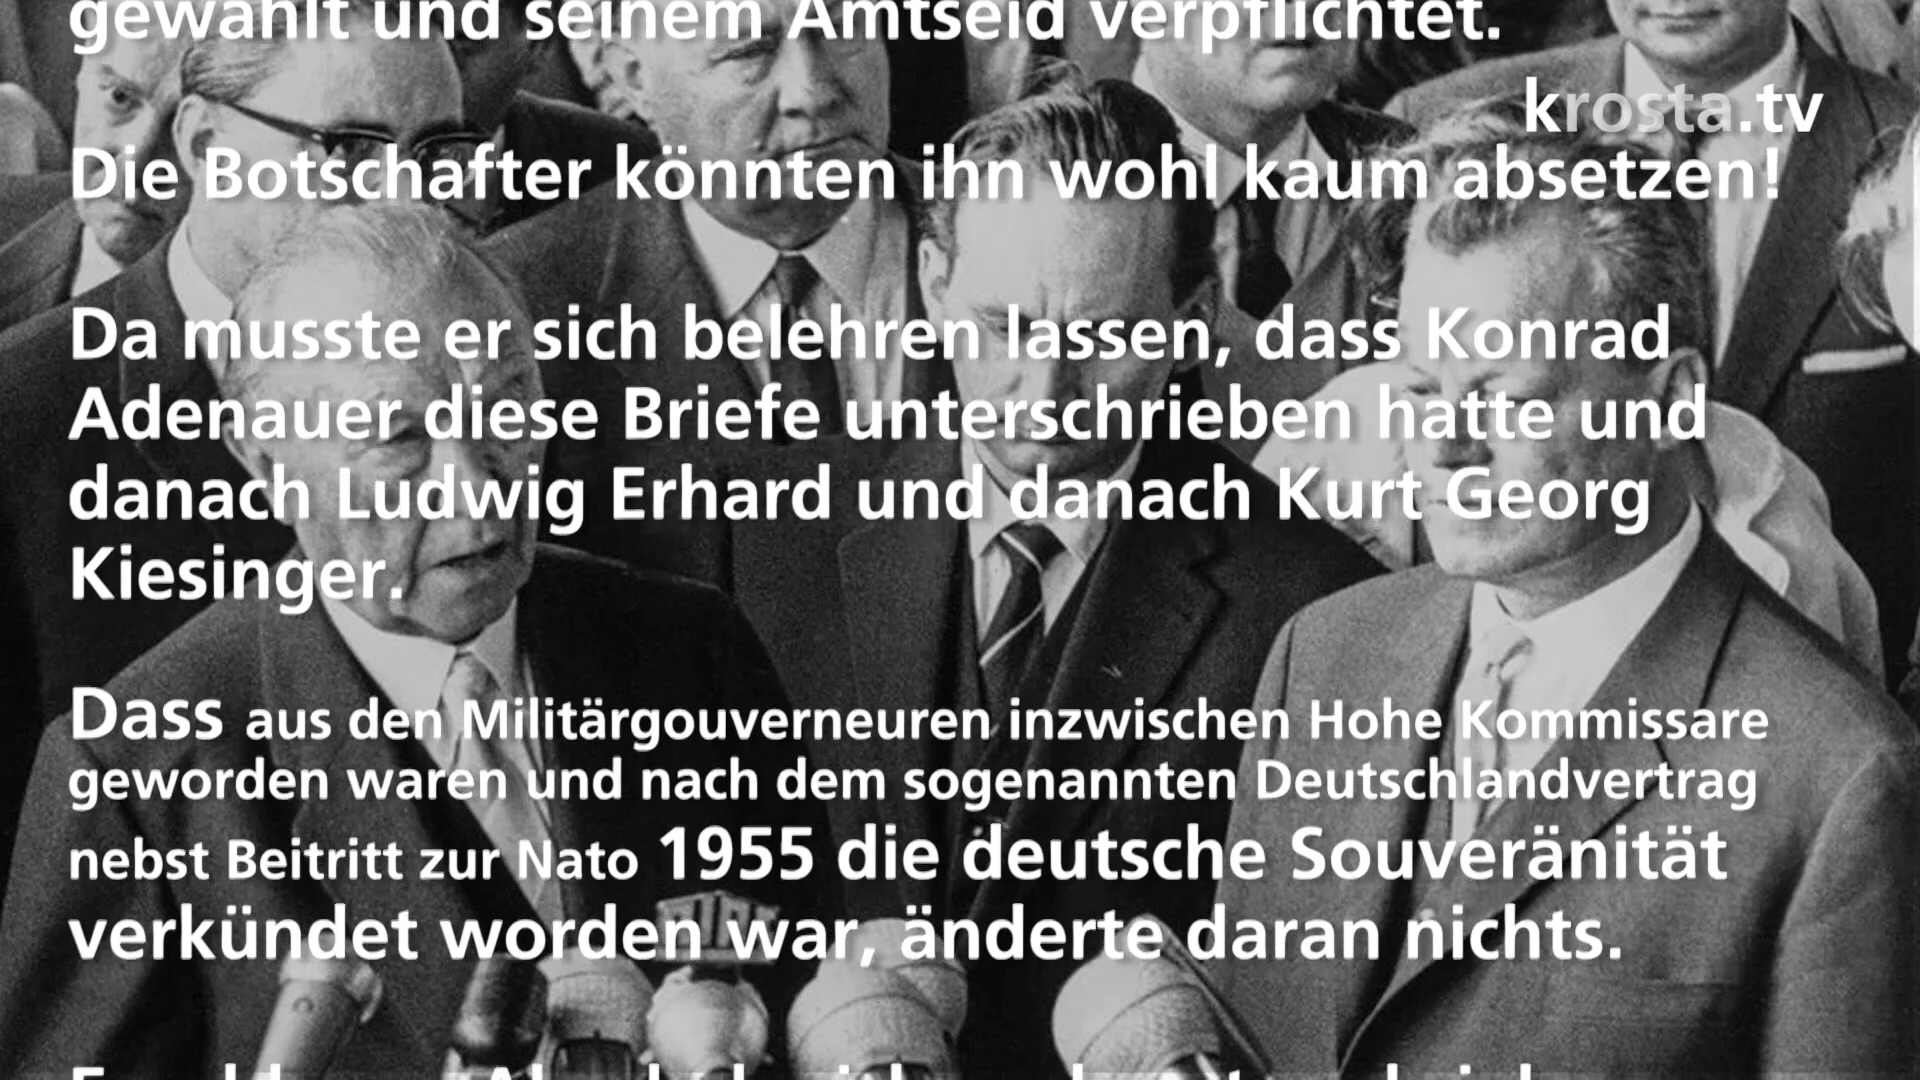 gewählt und seinem Amtseid verpflichtet.
krosta.tv
Die Botschafter könnten ihn wohl kaum absetzen!
Da musste er sich belehren lassen, dass Konrad
Adenauer diese Briefe unterschrieben hatte und
danach Ludwig Erhard und danach Kurt Georg
Kiesinger.
Dass aus den Militärgouverneuren inzwischen Hohe Kommissare
geworden waren und nach dem sogenannten Deutschlandvertrag
nebst Beitritt zur Nato 1955 die deutsche Souveränität
verkündet worden war, änderte daran nichts.